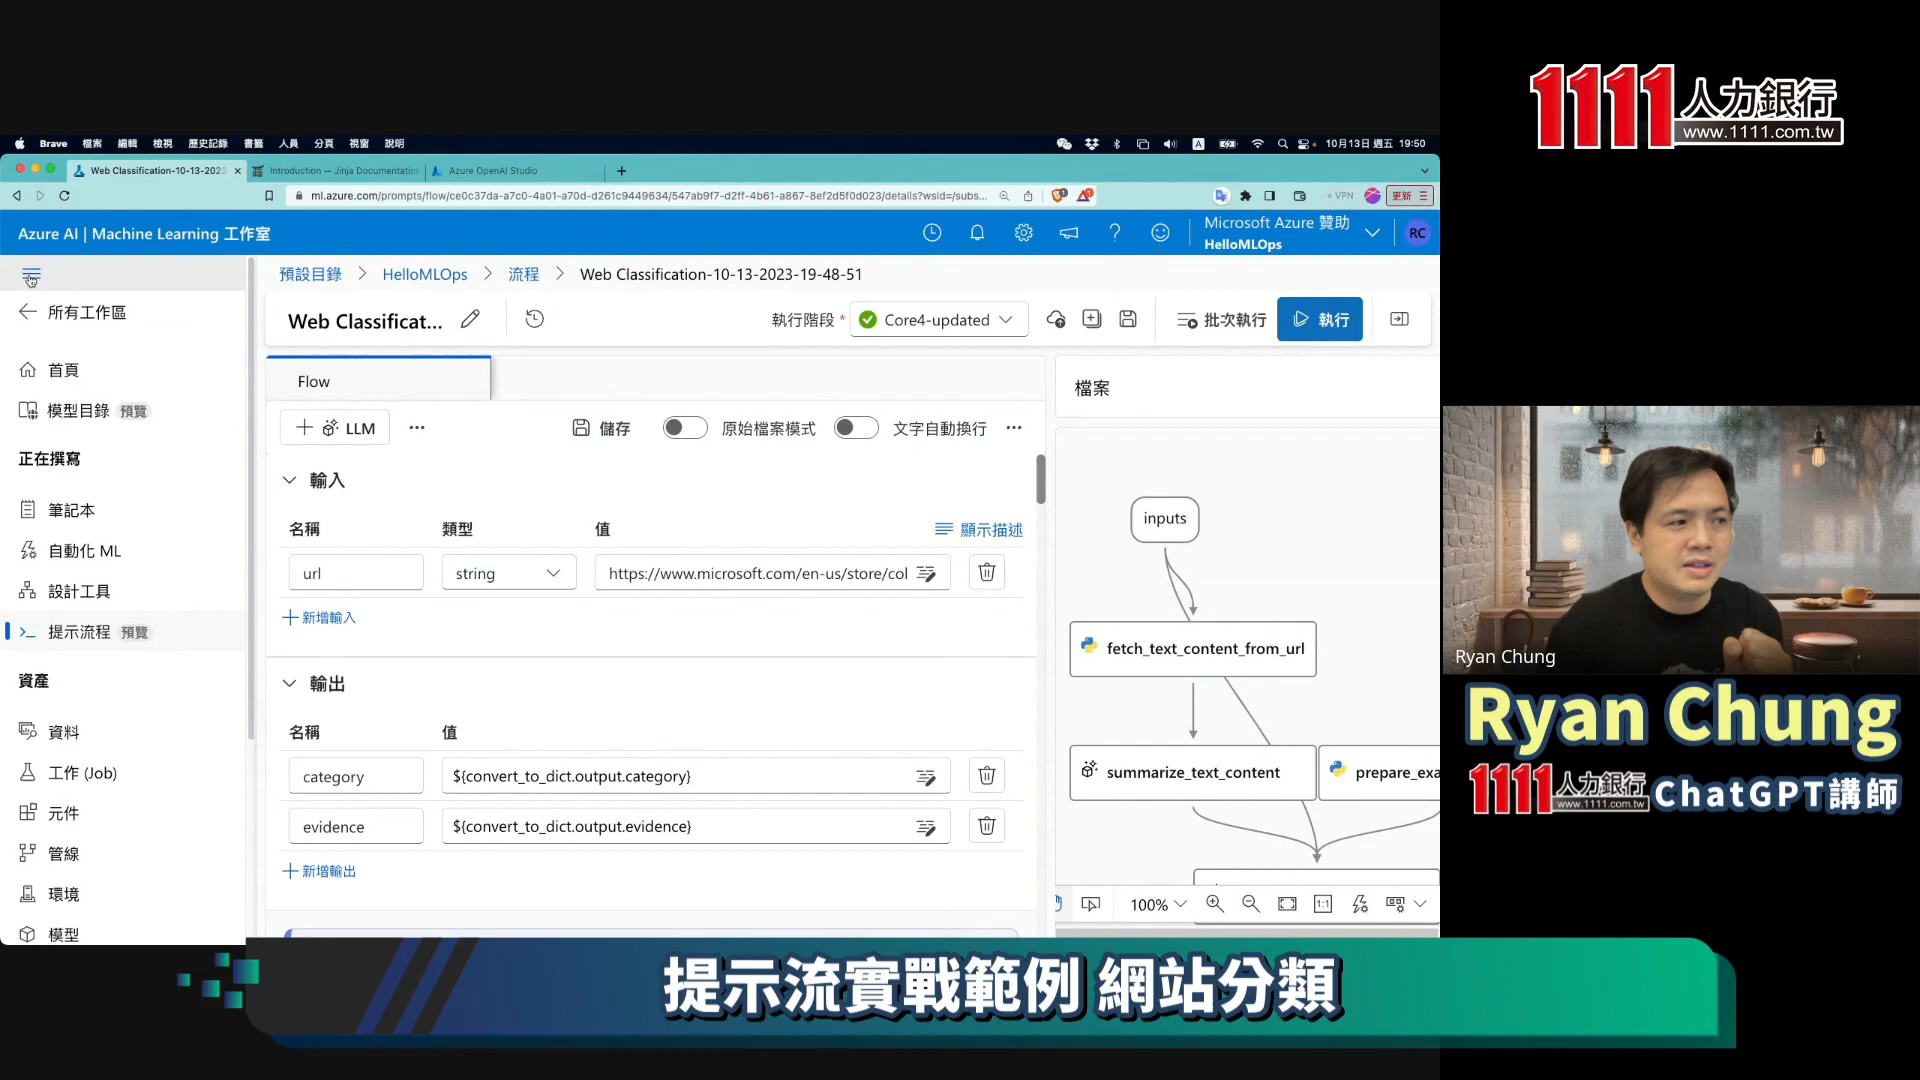 Brave 檔案 編輯 檢視 歷史記錄 書籤 人員 分頁 視窗 說明
10月13日 週五 19:50
Web Classification-10-13-2023
Introduction — Jinja Documentation
Azure OpenAI Studio
ml.azure.com/prompts/flow/ce0c37da-a7c0-4a01-a70d-d261c9449634/547ab9f7-d2ff-4b61-a867-8ef2d5f0d023/details?wsid=/subs...
VPN
更新
Azure AI | Machine Learning 工作室
Microsoft Azure 贊助
HelloMLOps
RC
預設目錄 > HelloMLOps > 流程 > Web Classification-10-13-2023-19-48-51
所有工作區
首頁
模型目錄 預覽
正在撰寫
筆記本
自動化 ML
設計工具
提示流程 預覽
資產
資料
工作 (Job)
元件
管線
環境
模型
Web Classificat...
執行階段 *
Core4-updated
批次執行
執行
Flow
LLM
儲存
原始檔案模式
文字自動換行
輸入
名稱 類型 值
顯示描述
url string https://www.microsoft.com/en-us/store/col
新增輸入
輸出
名稱 值
category ${convert_to_dict.output.category}
evidence ${convert_to_dict.output.evidence}
新增輸出
檔案
inputs
fetch_text_content_from_url
summarize_text_content
prepare_exa
100%
1:1
1111人力銀行
www.1111.com.tw
Ryan Chung
Ryan Chung
1111人力銀行
www.1111.com.tw
ChatGPT講師
提示流實戰範例 網站分類